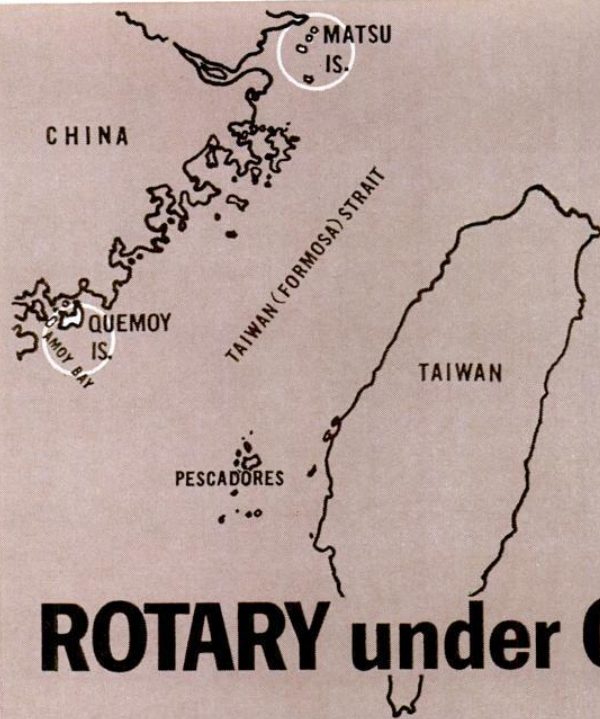 MATSU
IS.
CHINA
TAIWAN (FORMOSA) STRAIT
QUEMOY
IS.
AMOY BAY
TAIWAN
PESCADORES
ROTARY under